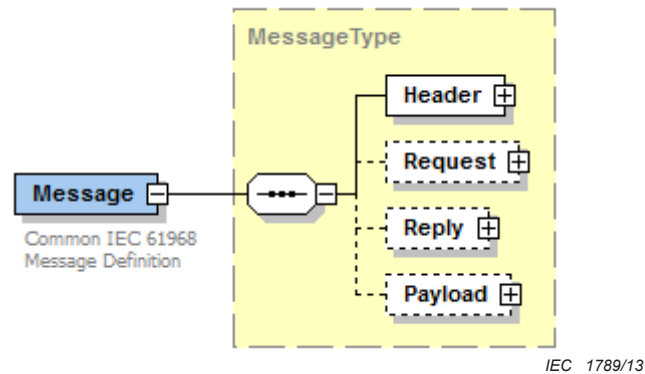 MessageType
Header
Request
Message
Reply
Common IEC 61968
Message Definition
Payload
IEC 1789/13